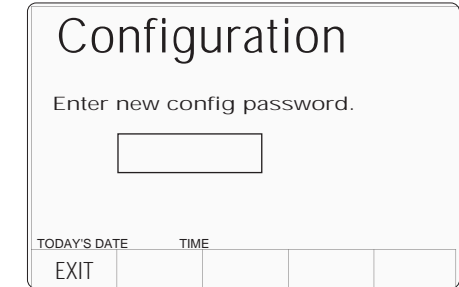 Configuration
Enter new config password.
TODAY'S DATE TIME
EXIT